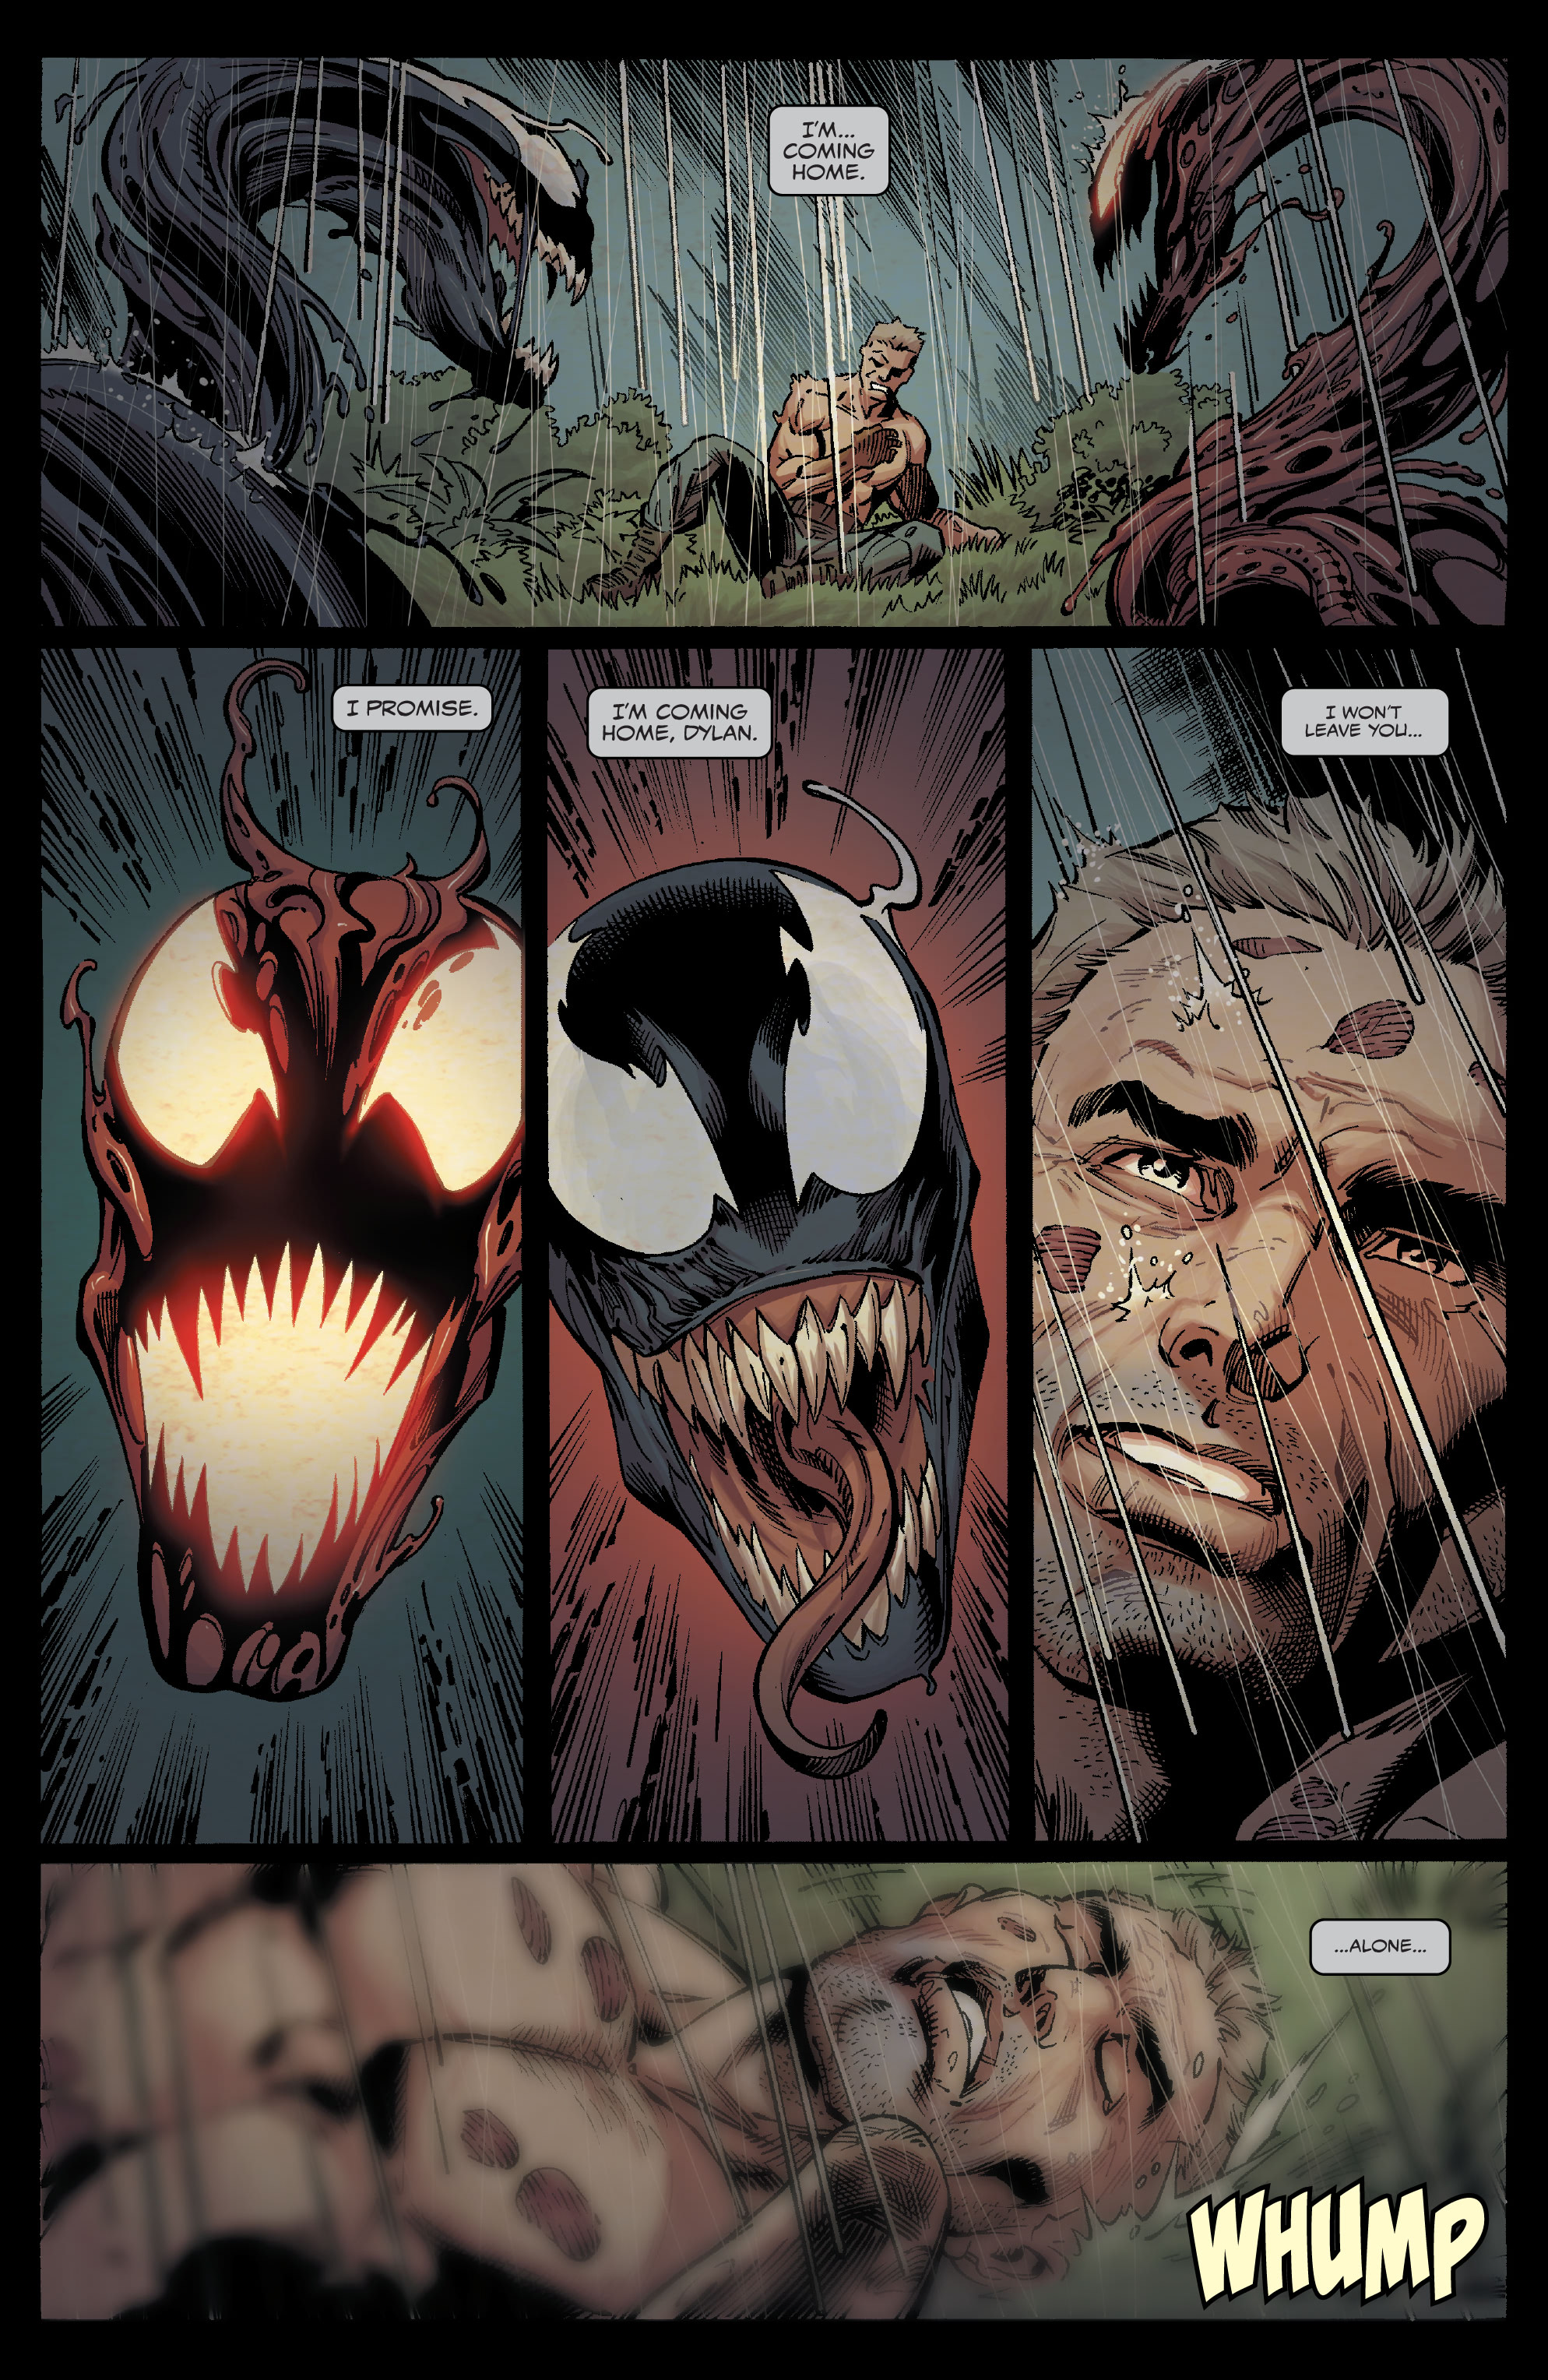 I'M...
COMING
HOME.
I PROMISE.
I'M COMING
HOME, DYLAN.
I WON'T
LEAVE YOU...
...ALONE...
WHUMP